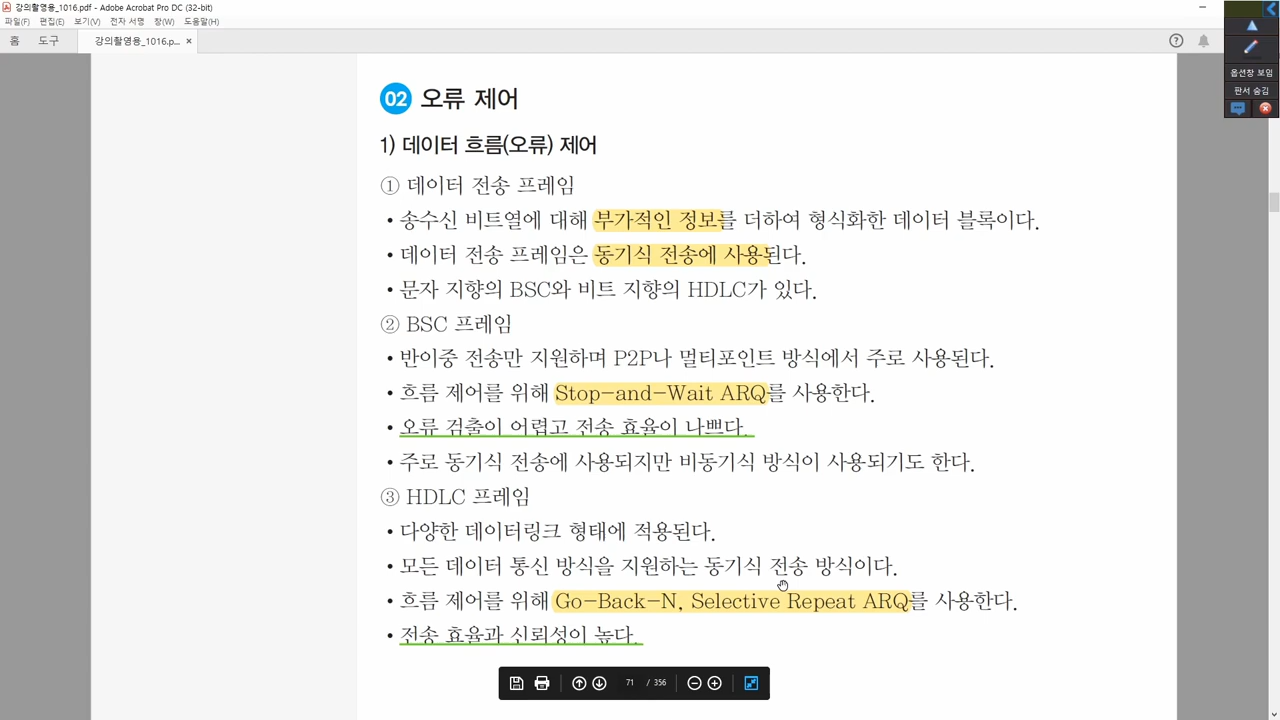 강의촬영용_1016.pdf - Adobe Acrobat Pro DC (32-bit)
파일(F) 편집(E) 보기(V) 전자 서명 창(W) 도움말(H)
홈 도구 강의촬영용_1016.p... ×
옵션창 보임
판서 숨김
02 오류 제어
1) 데이터 흐름(오류) 제어
① 데이터 전송 프레임
• 송수신 비트열에 대해 부가적인 정보를 더하여 형식화한 데이터 블록이다.
• 데이터 전송 프레임은 동기식 전송에 사용된다.
• 문자 지향의 BSC와 비트 지향의 HDLC가 있다.
② BSC 프레임
• 반이중 전송만 지원하며 P2P나 멀티포인트 방식에서 주로 사용된다.
• 흐름 제어를 위해 Stop-and-Wait ARQ를 사용한다.
• 오류 검출이 어렵고 전송 효율이 나쁘다.
• 주로 동기식 전송에 사용되지만 비동기식 방식이 사용되기도 한다.
③ HDLC 프레임
• 다양한 데이터링크 형태에 적용된다.
• 모든 데이터 통신 방식을 지원하는 동기식 전송 방식이다.
• 흐름 제어를 위해 Go-Back-N, Selective Repeat ARQ를 사용한다.
• 전송 효율과 신뢰성이 높다.
71 / 356